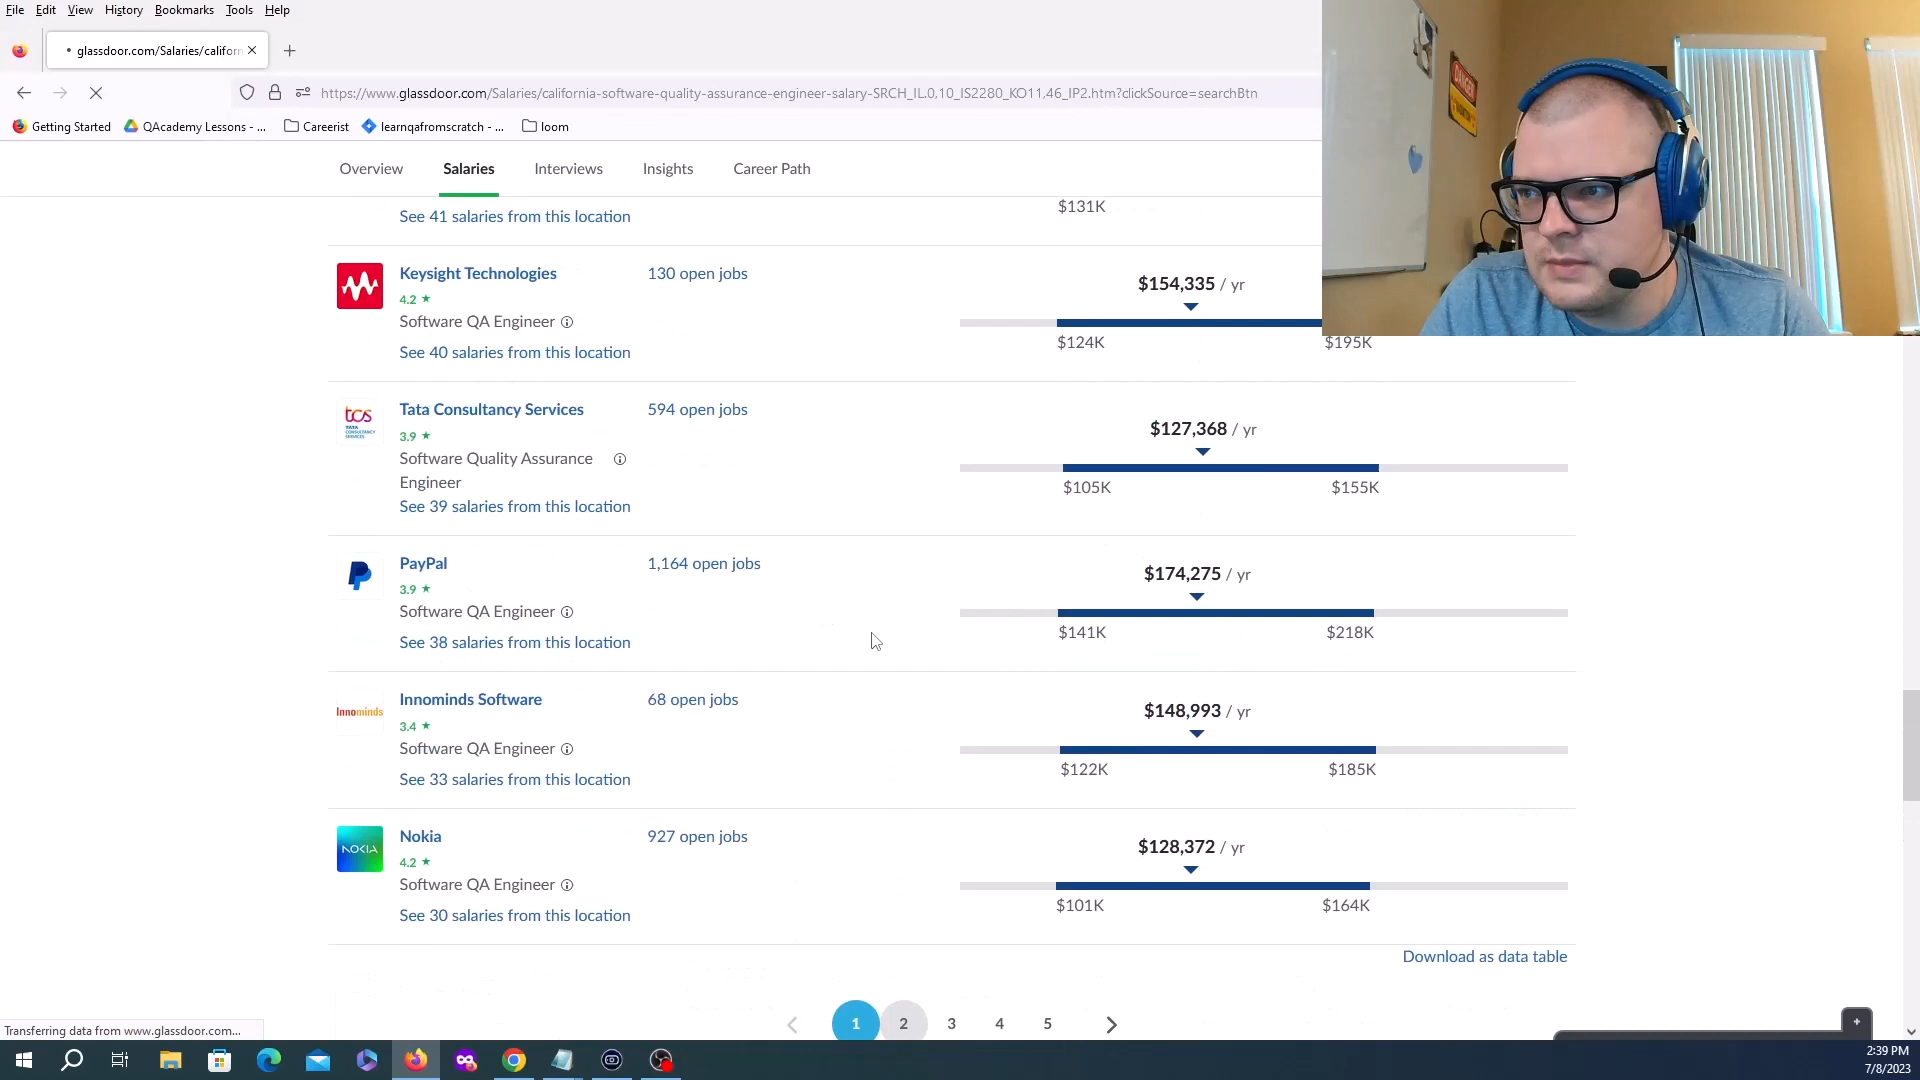 File Edit View History Bookmarks Tools Help
glassdoor.com/Salaries/californ
https://www.glassdoor.com/Salaries/california-software-quality-assurance-engineer-salary-SRCH_IL.0,10_IS2280_KO11,46_IP2.htm?clickSource=searchBtn
Getting Started QAcademy Lessons - ... Careerist learnqafromscratch - ... loom
DANGER
Overview Salaries Interviews Insights Career Path
$131K
See 41 salaries from this location
Keysight Technologies 130 open jobs
$154,335 / yr
4.2 ★
Software QA Engineer
$124K $195K
See 40 salaries from this location
tcs
TATA
CONSULTANCY
SERVICES
Tata Consultancy Services 594 open jobs
$127,368 / yr
3.9 ★
Software Quality Assurance
Engineer
$105K $155K
See 39 salaries from this location
PayPal 1,164 open jobs
$174,275 / yr
3.9 ★
Software QA Engineer
$141K $218K
See 38 salaries from this location
Innominds
Innominds Software 68 open jobs
$148,993 / yr
3.4 ★
Software QA Engineer
$122K $185K
See 33 salaries from this location
NOKIA
Nokia 927 open jobs
$128,372 / yr
4.2 ★
Software QA Engineer
$101K $164K
See 30 salaries from this location
Download as data table
1 2 3 4 5
Transferring data from www.glassdoor.com...
2:39 PM
7/8/2023